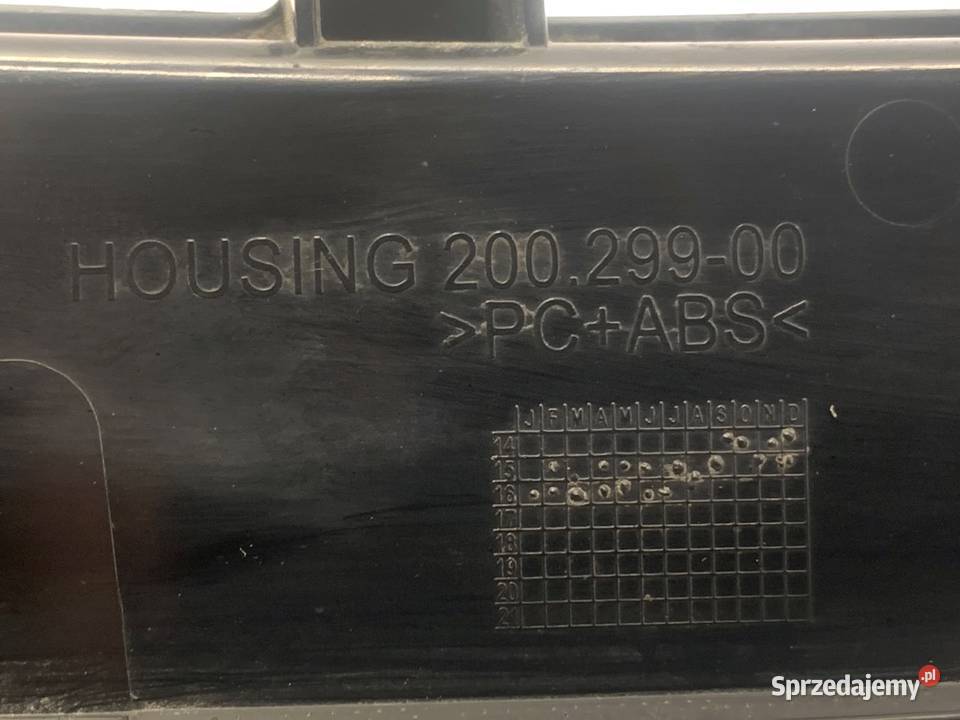 HOUSING 200.299-00
>PC+ABS<
J F M A M J J A S O N D
14
15
16
17
18
19
20
21
Sprzedajemy.pl